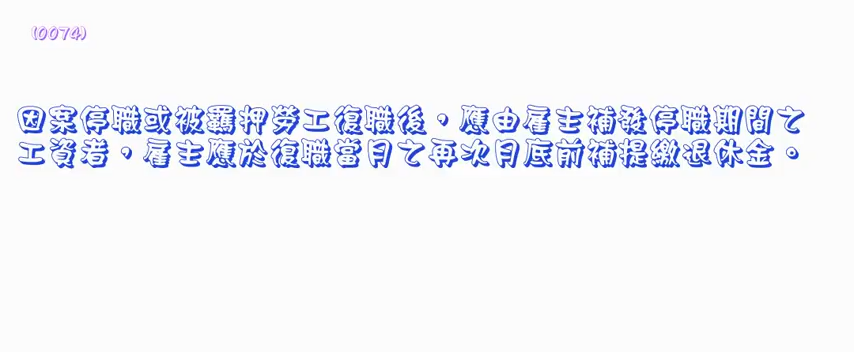 (0074)
因案停職或被羈押勞工復職後，應由雇主補發停職期間之
工資者，雇主應於復職當月之再次月底前補提繳退休金。